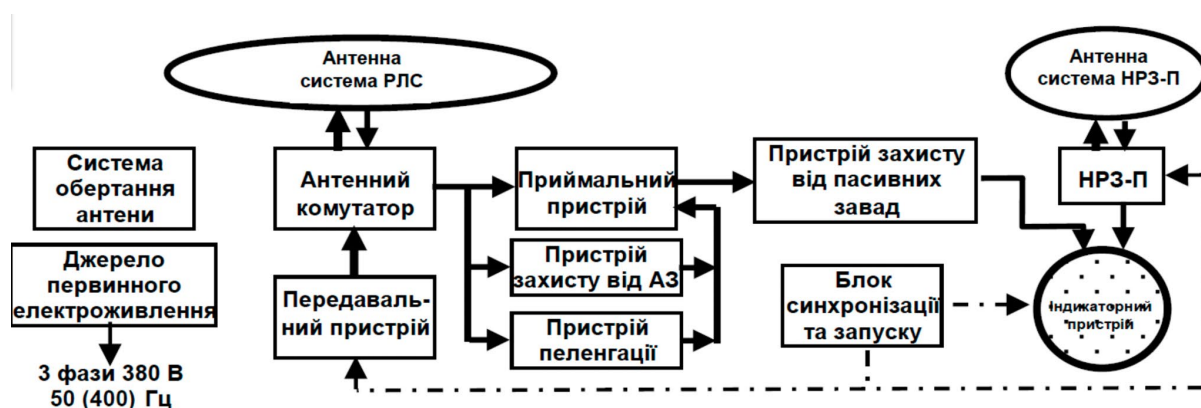 Антенна
система РЛС
Антенна
система НРЗ-П
Система
обертання
антени
Антенний
комутатор
Приймальний
пристрій
Пристрій захисту
від пасивних
завад
НРЗ-П
Джерело
первинного
електроживлення
Передаваль-
ний пристрій
Пристрій
захисту від АЗ
Пристрій
пеленгації
Блок
синхронізації
та запуску
Індикаторний
пристрій
3 фази 380 В
50 (400) Гц